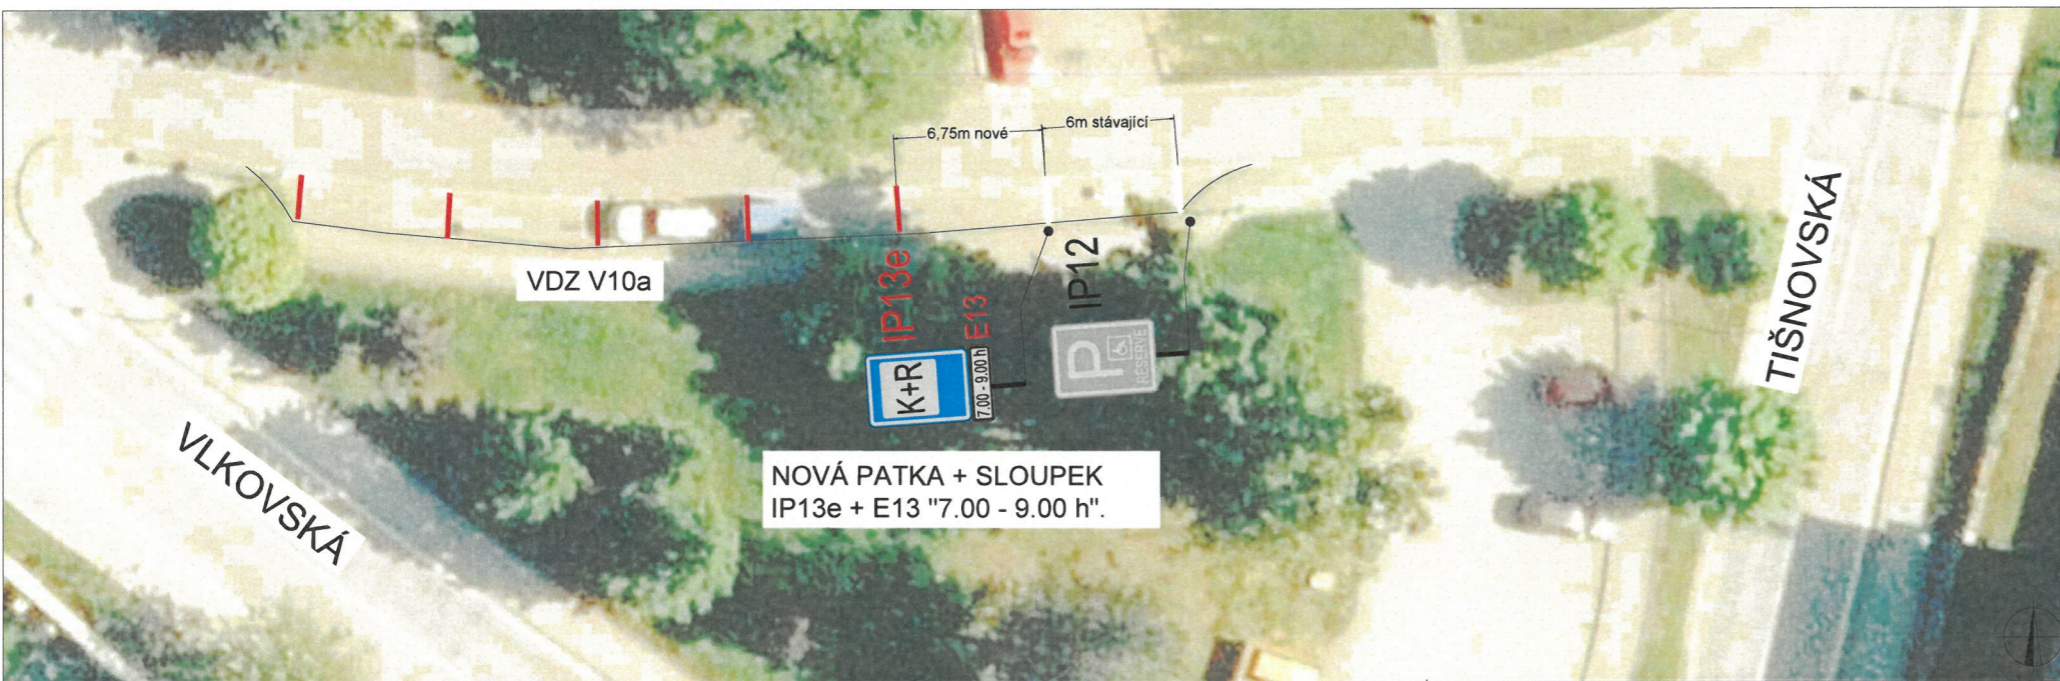 6,75m nové
6m stávající
VDZ V10a
IP13e
E13
IP12
K+R
7.00 - 9.00 h
P
RÉSERVÉ
NOVÁ PATKA + SLOUPEK
IP13e + E13 "7.00 - 9.00 h".
VLKOVSKÁ
TIŠNOVSKÁ